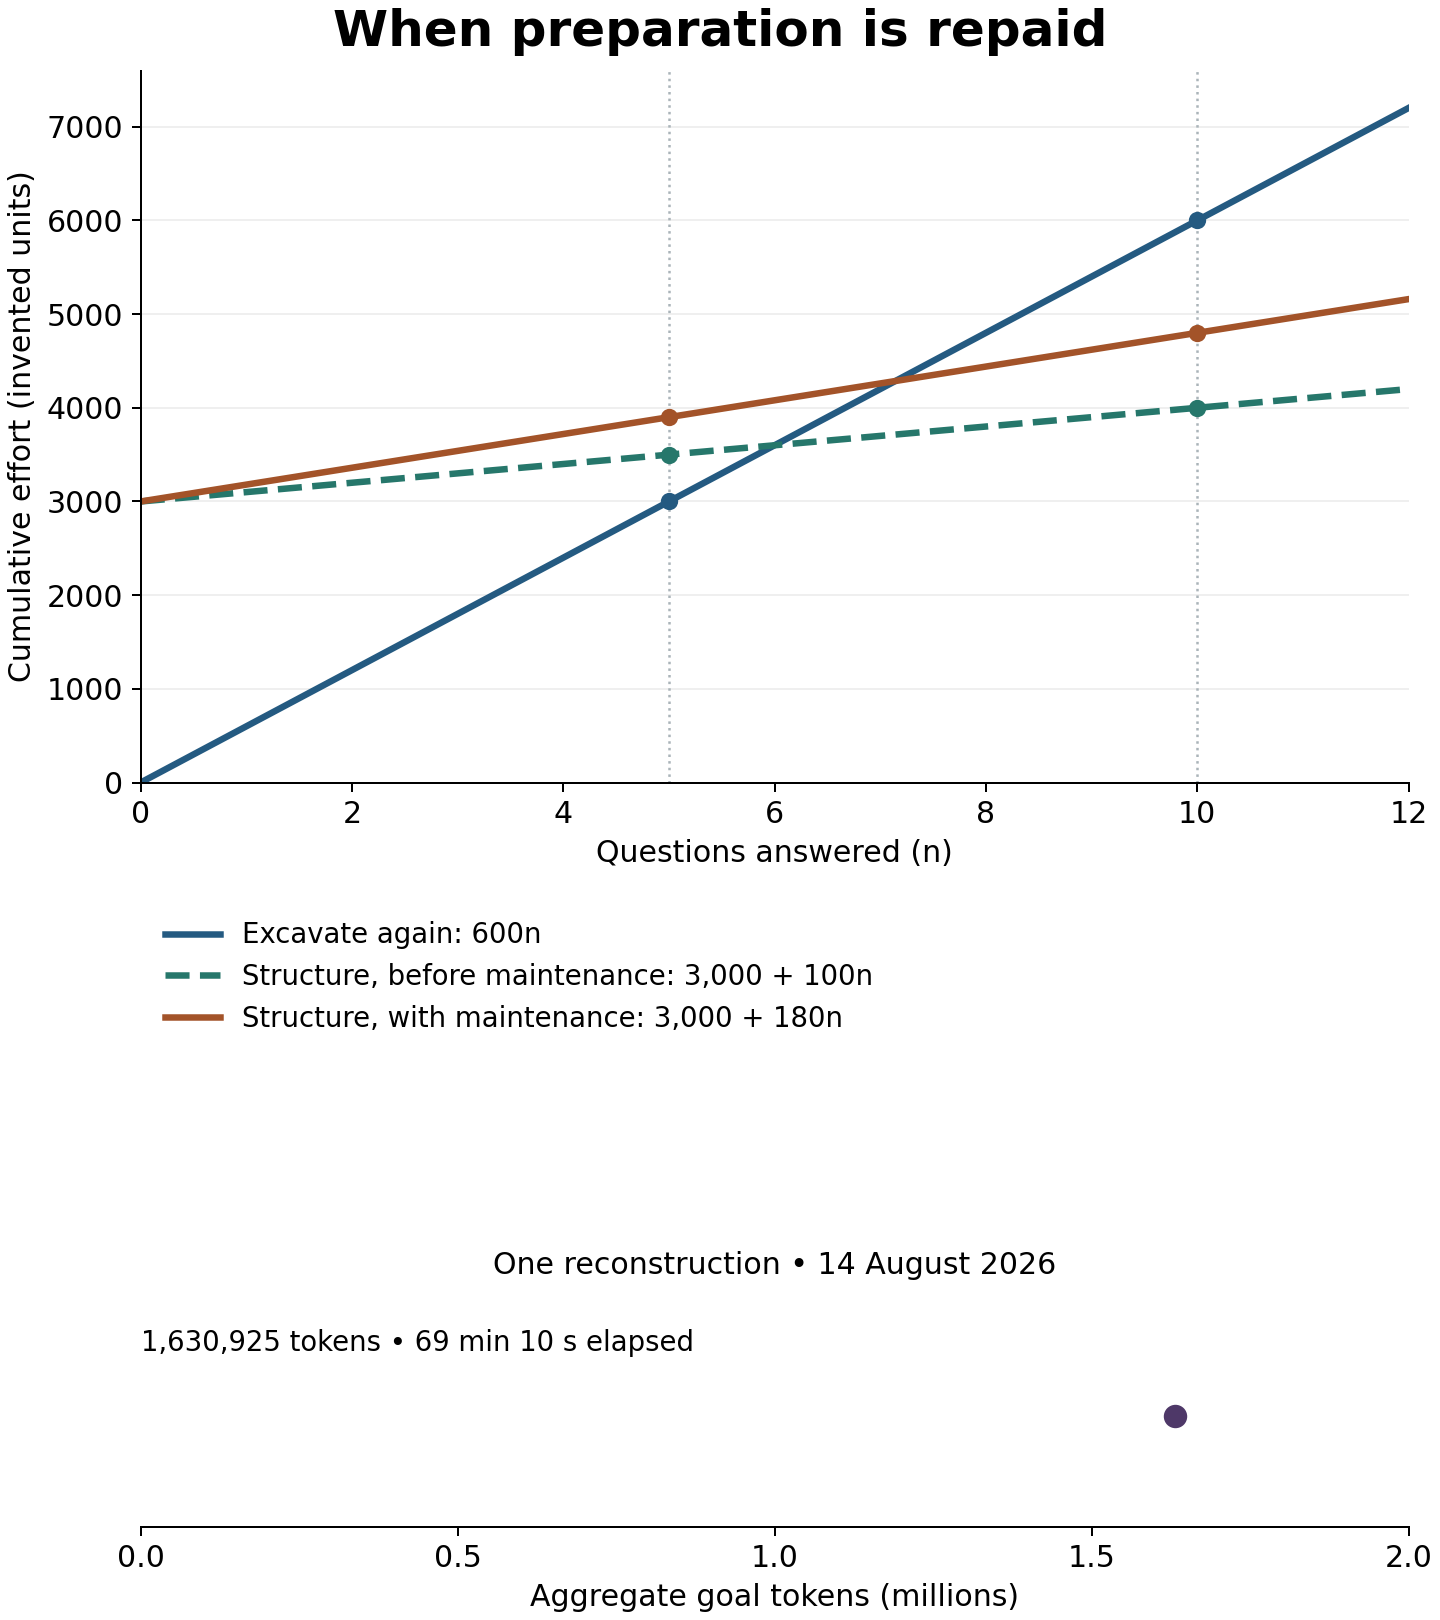 When preparation is repaid
Cumulative effort (invented units)
7000
6000
5000
4000
3000
2000
1000
0
0 2 4 6 8 10 12
Questions answered (n)
Excavate again: 600n
Structure, before maintenance: 3,000 + 100n
Structure, with maintenance: 3,000 + 180n
One reconstruction • 14 August 2026
1,630,925 tokens • 69 min 10 s elapsed
0.0 0.5 1.0 1.5 2.0
Aggregate goal tokens (millions)